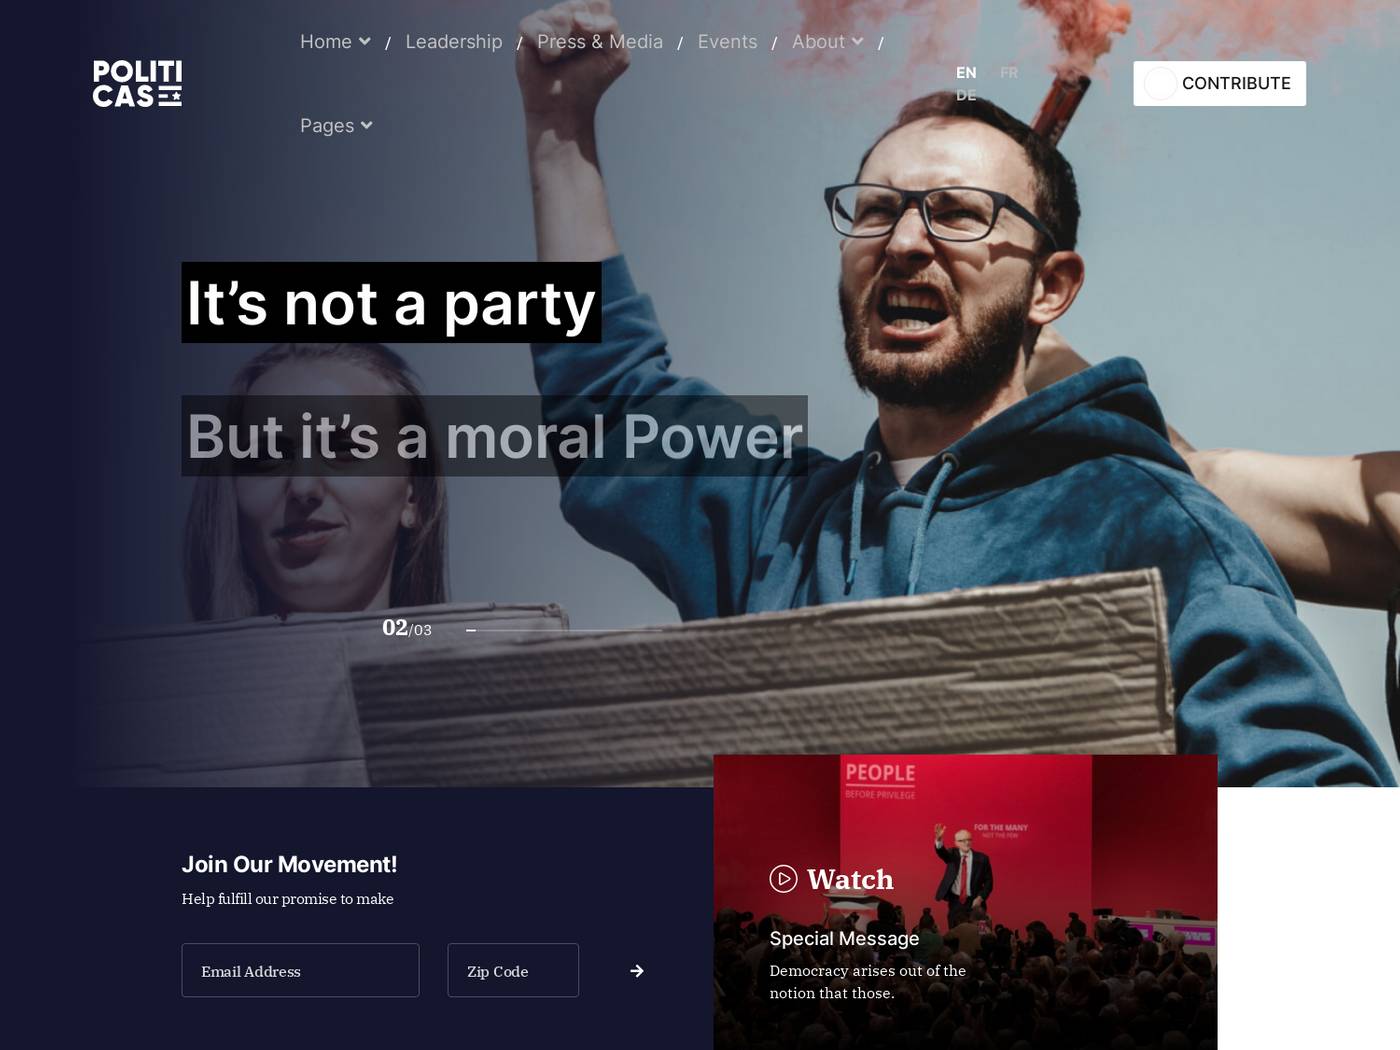 POLITI
CAS
Home / Leadership / Press & Media / Events / About /
Pages
EN FR
DE
CONTRIBUTE
It’s not a party
But it’s a moral Power
02/03
Join Our Movement!
Help fulfill our promise to make
Email Address
Zip Code
PEOPLE
BEFORE PRIVILEGE
FOR THE MANY
NOT THE FEW
Watch
Special Message
Democracy arises out of the
notion that those.